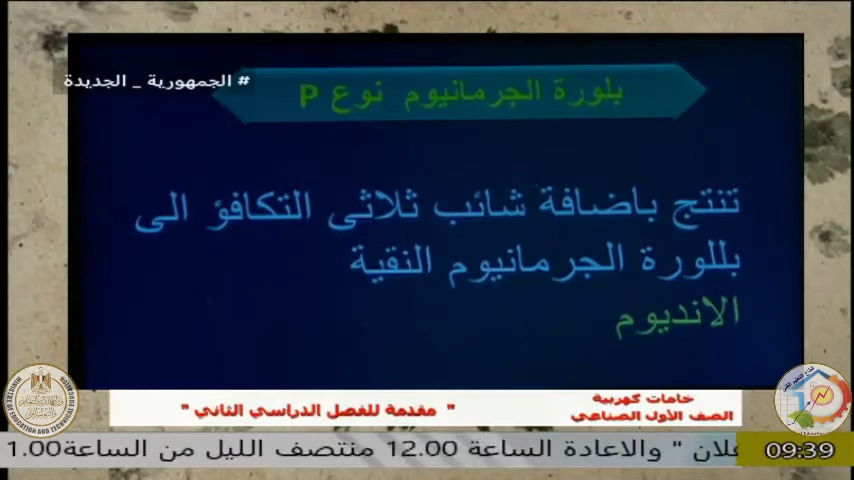 # الجمهورية _ الجديدة
بلورة الجرمانيوم نوع P
تنتج باضافة شائب ثلاثى التكافؤ الى
بللورة الجرمانيوم النقية
الانديوم
خامات كهربية
الصف الأول الصناعي
" مقدمة للفصل الدراسي الثاني "
علان " والاعادة الساعة 12.00 منتصف الليل من الساعة1.00
09:39